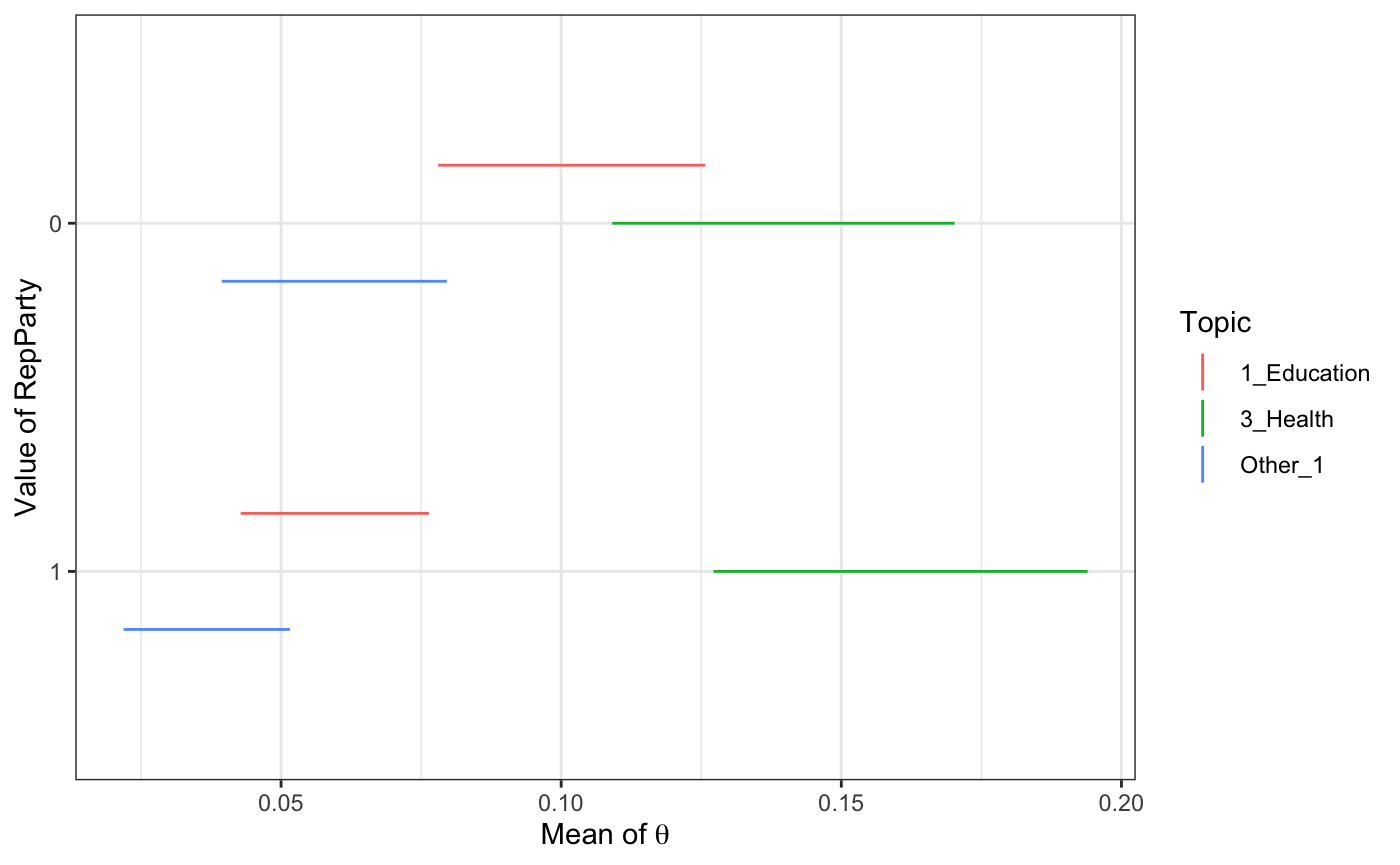 Value of RepParty
0
1
0.05 0.10 0.15 0.20
Mean of θ
Topic
1_Education
3_Health
Other_1